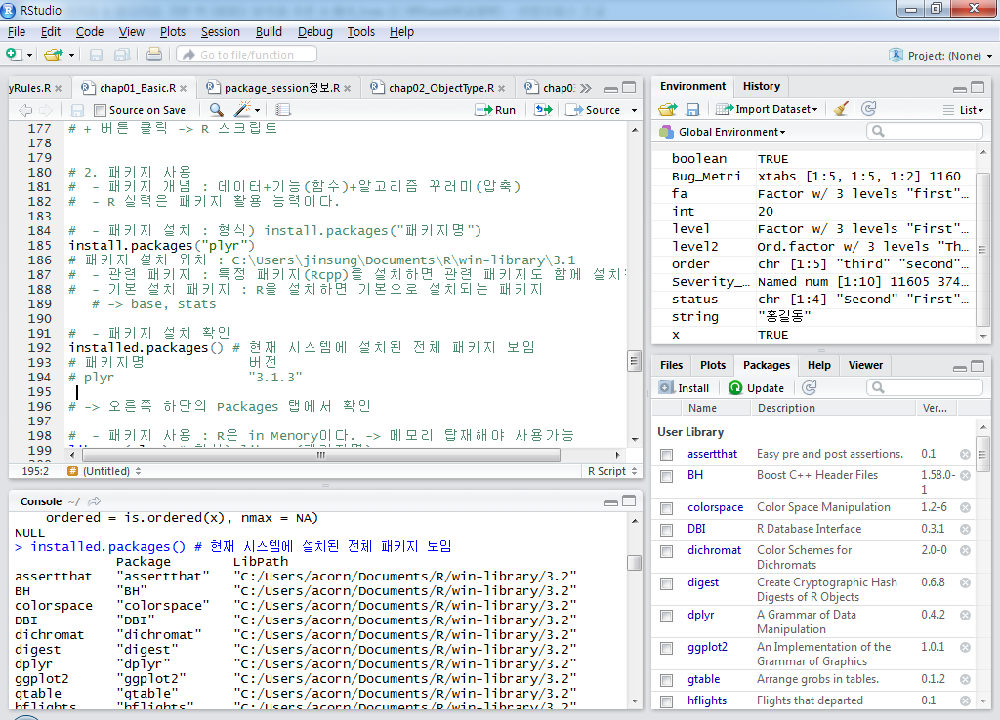 RStudio
File Edit Code View Plots Session Build Debug Tools Help
Go to file/function
Project: (None)
yRules.R chap01_Basic.R package_session정보.R chap02_ObjectType.R chap0
Source on Save Run Source
177 # + 버튼 클릭 -> R 스크립트
178
179
180 # 2. 패키지 사용
181 # - 패키지 개념 : 데이터+기능(함수)+알고리즘 꾸러미(압축)
182 # - R 실력은 패키지 활용 능력이다.
183
184 # - 패키지 설치 : 형식) install.packages("패키지명")
185 install.packages("plyr")
186 # 패키지 설치 위치 : C:\Users\jinsung\Documents\R\win-library\3.1
187 # - 관련 패키지 : 특정 패키지(Rcpp)를 설치하면 관련 패키지도 함께 설치
188 # - 기본 설치 패키지 : R을 설치하면 기본으로 설치되는 패키지
189 # -> base, stats
190
191 # - 패키지 설치 확인
192 installed.packages() # 현재 시스템에 설치된 전체 패키지 보임
193 # 패키지명 버전
194 # plyr "3.1.3"
195
196 # -> 오른쪽 하단의 Packages 탭에서 확인
197
198 # - 패키지 사용 : R은 in Menory이다. -> 메모리 탑재해야 사용가능
199
195:2 (Untitled) R Script
Console ~/
ordered = is.ordered(x), nmax = NA)
NULL
> installed.packages() # 현재 시스템에 설치된 전체 패키지 보임
Package LibPath
assertthat "assertthat" "C:/Users/acorn/Documents/R/win-library/3.2"
BH "BH" "C:/Users/acorn/Documents/R/win-library/3.2"
colorspace "colorspace" "C:/Users/acorn/Documents/R/win-library/3.2"
DBI "DBI" "C:/Users/acorn/Documents/R/win-library/3.2"
dichromat "dichromat" "C:/Users/acorn/Documents/R/win-library/3.2"
digest "digest" "C:/Users/acorn/Documents/R/win-library/3.2"
dplyr "dplyr" "C:/Users/acorn/Documents/R/win-library/3.2"
ggplot2 "ggplot2" "C:/Users/acorn/Documents/R/win-library/3.2"
gtable "gtable" "C:/Users/acorn/Documents/R/win-library/3.2"
hflights "hflights" "C:/Users/acorn/Documents/R/win-library/3.2"
Environment History
Import Dataset List
Global Environment
boolean TRUE
Bug_Metri… xtabs [1:5, 1:5, 1:2] 1160…
fa Factor w/ 3 levels "first"…
int 20
level Factor w/ 3 levels "First"…
level2 Ord.factor w/ 3 levels "Th…
order chr [1:5] "third" "second"…
Severity_… Named num [1:10] 11605 374…
status chr [1:4] "Second" "First"…
string "홍길동"
x TRUE
Files Plots Packages Help Viewer
Install Update
Name Description Ver...
User Library
assertthat Easy pre and post assertions. 0.1
BH Boost C++ Header Files 1.58.0-
1
colorspace Color Space Manipulation 1.2-6
DBI R Database Interface 0.3.1
dichromat Color Schemes for 2.0-0
Dichromats
digest Create Cryptographic Hash 0.6.8
Digests of R Objects
dplyr A Grammar of Data 0.4.2
Manipulation
ggplot2 An Implementation of the 1.0.1
Grammar of Graphics
gtable Arrange grobs in tables. 0.1.2
hflights Flights that departed 0.1